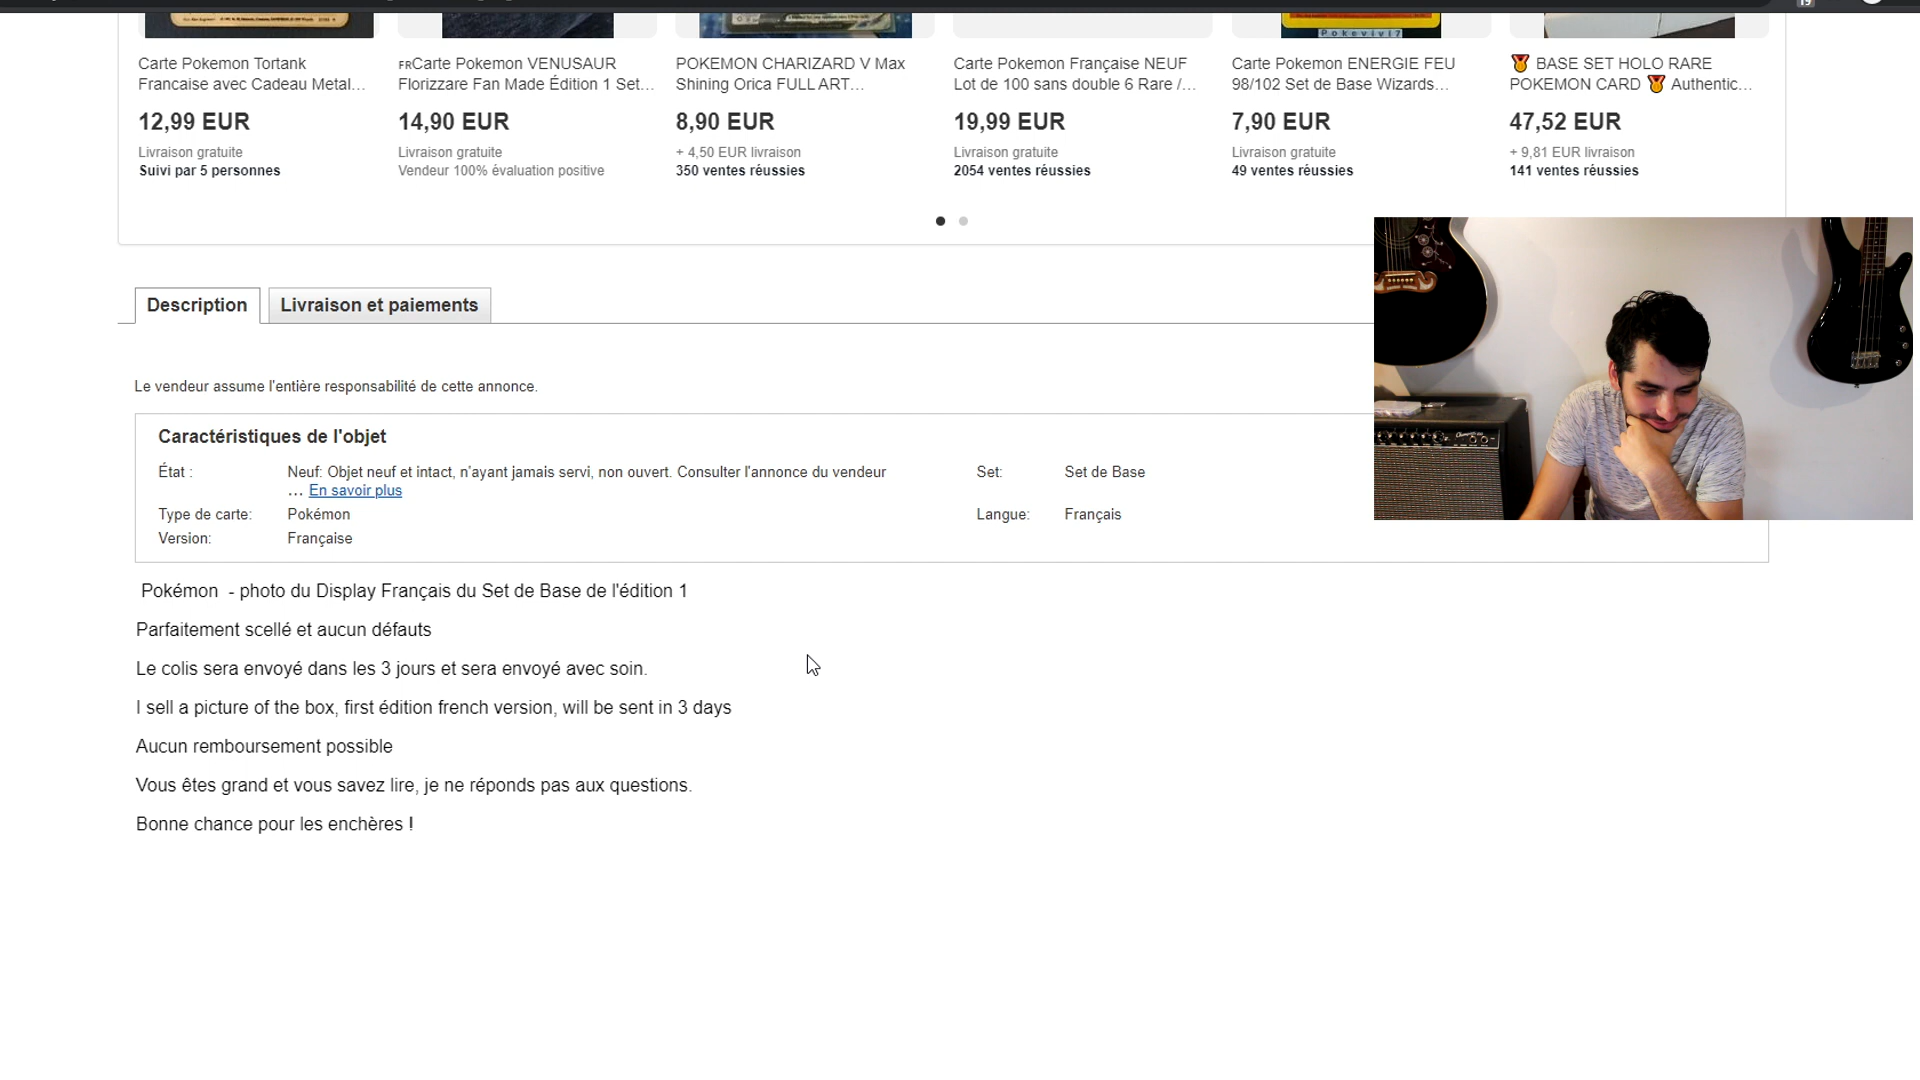 Pokevivi7
Carte Pokemon Tortank
Francaise avec Cadeau Metal...
12,99 EUR
Livraison gratuite
Suivi par 5 personnes
FRCarte Pokemon VENUSAUR
Florizzare Fan Made Édition 1 Set...
14,90 EUR
Livraison gratuite
Vendeur 100% évaluation positive
POKEMON CHARIZARD V Max
Shining Orica FULL ART...
8,90 EUR
+ 4,50 EUR livraison
350 ventes réussies
Carte Pokemon Française NEUF
Lot de 100 sans double 6 Rare /...
19,99 EUR
Livraison gratuite
2054 ventes réussies
Carte Pokemon ENERGIE FEU
98/102 Set de Base Wizards...
7,90 EUR
Livraison gratuite
49 ventes réussies
🏅 BASE SET HOLO RARE
POKEMON CARD 🏅 Authentic...
47,52 EUR
+ 9,81 EUR livraison
141 ventes réussies
Description
Livraison et paiements
Le vendeur assume l'entière responsabilité de cette annonce.
Caractéristiques de l'objet
État : Neuf: Objet neuf et intact, n'ayant jamais servi, non ouvert. Consulter l'annonce du vendeur
... En savoir plus
Set: Set de Base
Type de carte: Pokémon
Langue: Français
Version: Française
Pokémon - photo du Display Français du Set de Base de l'édition 1
Parfaitement scellé et aucun défauts
Le colis sera envoyé dans les 3 jours et sera envoyé avec soin.
I sell a picture of the box, first édition french version, will be sent in 3 days
Aucun remboursement possible
Vous êtes grand et vous savez lire, je ne réponds pas aux questions.
Bonne chance pour les enchères !